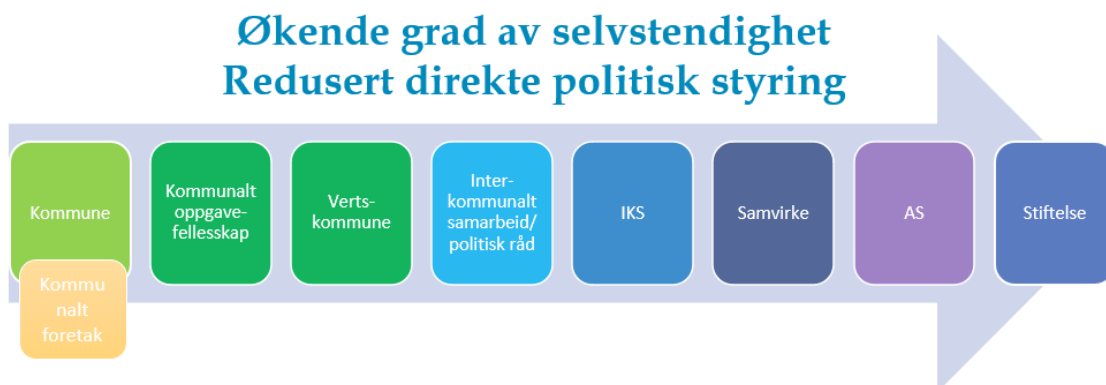 Økende grad av selvstendighet
Redusert direkte politisk styring
Kommune
Kommunalt
oppgave-
fellesskap
Verts-
kommune
Inter-
kommunalt
samarbeid/
politisk råd
IKS
Samvirke
AS
Stiftelse
Kommu
nalt
foretak